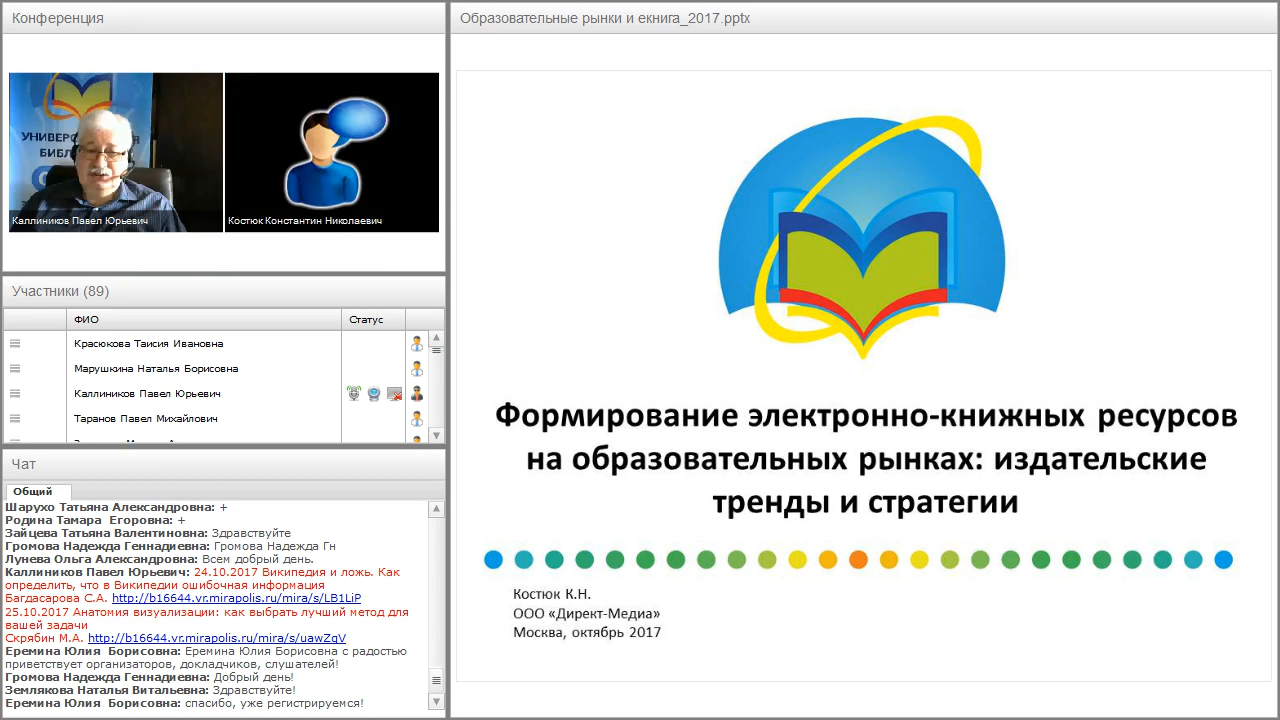 Конференция
УНИВЕРС
БИБЛ
Каллиников Павел Юрьевич
Костюк Константин Николаевич
Участники (89)
ФИО
Статус
Красюкова Таисия Ивановна
Марушкина Наталья Борисовна
Каллиников Павел Юрьевич
Таранов Павел Михайлович
Чат
Общий
Шарухо Татьяна Александровна: +
Родина Тамара Егоровна: +
Зайцева Татьяна Валентиновна: Здравствуйте
Громова Надежда Геннадиевна: Громова Надежда Гн
Лунева Ольга Александровна: Всем добрый день.
Каллиников Павел Юрьевич: 24.10.2017 Википедия и ложь. Как
определить, что в Википедии ошибочная информация
Багдасарова С.А. http://b16644.vr.mirapolis.ru/mira/s/LB1LiP
25.10.2017 Анатомия визуализации: как выбрать лучший метод для
вашей задачи
Скрябин М.А. http://b16644.vr.mirapolis.ru/mira/s/uawZqV
Еремина Юлия Борисовна: Еремина Юлия Борисовна с радостью
приветствует организаторов, докладчиков, слушателей!
Громова Надежда Геннадиевна: Добрый день!
Землякова Наталья Витальевна: Здравствуйте!
Еремина Юлия Борисовна: спасибо, уже регистрируемся!
Образовательные рынки и екнига_2017.pptx
Формирование электронно-книжных ресурсов
на образовательных рынках: издательские
тренды и стратегии
Костюк К.Н.
ООО «Директ-Медиа»
Москва, октябрь 2017